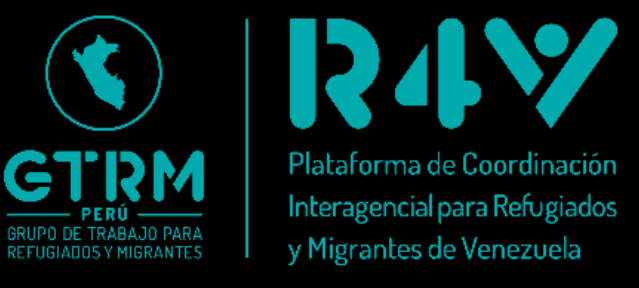 GTRM
PERÚ
GRUPO DE TRABAJO PARA
REFUGIADOS Y MIGRANTES
R4V
Plataforma de Coordinación
Interagencial para Refugiados
y Migrantes de Venezuela